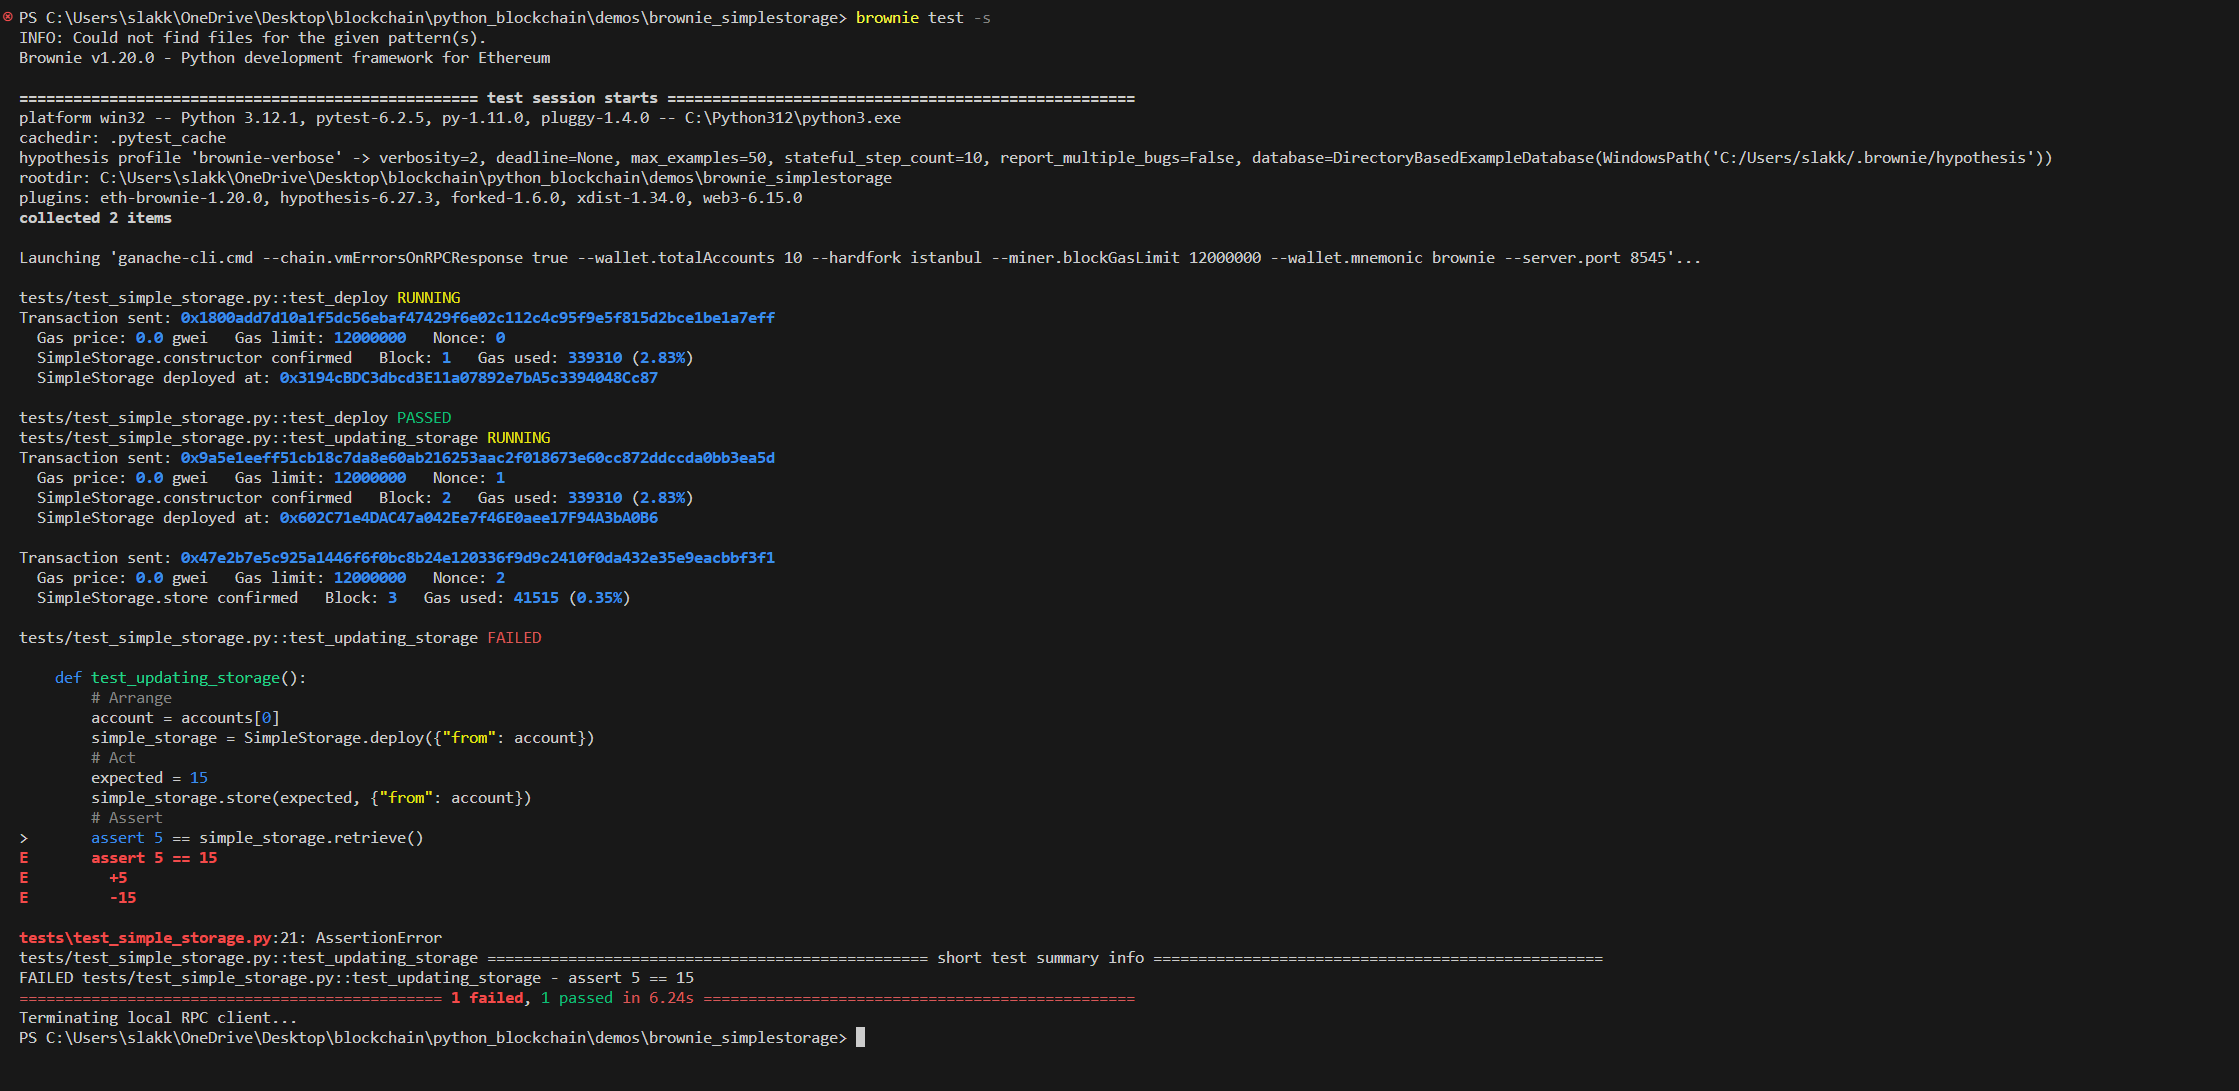 PS C:\Users\slakk\OneDrive\Desktop\blockchain\python_blockchain\demos\brownie_simplestorage> brownie test -s
INFO: Could not find files for the given pattern(s).
Brownie v1.20.0 - Python development framework for Ethereum
=================================================== test session starts ====================================================
platform win32 -- Python 3.12.1, pytest-6.2.5, py-1.11.0, pluggy-1.4.0 -- C:\Python312\python3.exe
cachedir: .pytest_cache
hypothesis profile 'brownie-verbose' -> verbosity=2, deadline=None, max_examples=50, stateful_step_count=10, report_multiple_bugs=False, database=DirectoryBasedExampleDatabase(WindowsPath('C:/Users/slakk/.brownie/hypothesis'))
rootdir: C:\Users\slakk\OneDrive\Desktop\blockchain\python_blockchain\demos\brownie_simplestorage
plugins: eth-brownie-1.20.0, hypothesis-6.27.3, forked-1.6.0, xdist-1.34.0, web3-6.15.0
collected 2 items
Launching 'ganache-cli.cmd --chain.vmErrorsOnRPCResponse true --wallet.totalAccounts 10 --hardfork istanbul --miner.blockGasLimit 12000000 --wallet.mnemonic brownie --server.port 8545'...
tests/test_simple_storage.py::test_deploy RUNNING
Transaction sent: 0x1800add7d10a1f5dc56ebaf47429f6e02c112c4c95f9e5f815d2bce1be1a7eff
  Gas price: 0.0 gwei   Gas limit: 12000000   Nonce: 0
  SimpleStorage.constructor confirmed   Block: 1   Gas used: 339310 (2.83%)
  SimpleStorage deployed at: 0x3194cBDC3dbcd3E11a07892e7bA5c3394048Cc87
tests/test_simple_storage.py::test_deploy PASSED
tests/test_simple_storage.py::test_updating_storage RUNNING
Transaction sent: 0x9a5e1eeff51cb18c7da8e60ab216253aac2f018673e60cc872ddccda0bb3ea5d
  Gas price: 0.0 gwei   Gas limit: 12000000   Nonce: 1
  SimpleStorage.constructor confirmed   Block: 2   Gas used: 339310 (2.83%)
  SimpleStorage deployed at: 0x602C71e4DAC47a042Ee7f46E0aee17F94A3bA0B6
Transaction sent: 0x47e2b7e5c925a1446f6f0bc8b24e120336f9d9c2410f0da432e35e9eacbbf3f1
  Gas price: 0.0 gwei   Gas limit: 12000000   Nonce: 2
  SimpleStorage.store confirmed   Block: 3   Gas used: 41515 (0.35%)
tests/test_simple_storage.py::test_updating_storage FAILED
    def test_updating_storage():
        # Arrange
        account = accounts[0]
        simple_storage = SimpleStorage.deploy({"from": account})
        # Act
        expected = 15
        simple_storage.store(expected, {"from": account})
        # Assert
>       assert 5 == simple_storage.retrieve()
E       assert 5 == 15
E         +5
E         -15
tests\test_simple_storage.py:21: AssertionError
tests/test_simple_storage.py::test_updating_storage ================================================= short test summary info ==================================================
FAILED tests/test_simple_storage.py::test_updating_storage - assert 5 == 15
=============================================== 1 failed, 1 passed in 6.24s ================================================
Terminating local RPC client...
PS C:\Users\slakk\OneDrive\Desktop\blockchain\python_blockchain\demos\brownie_simplestorage>